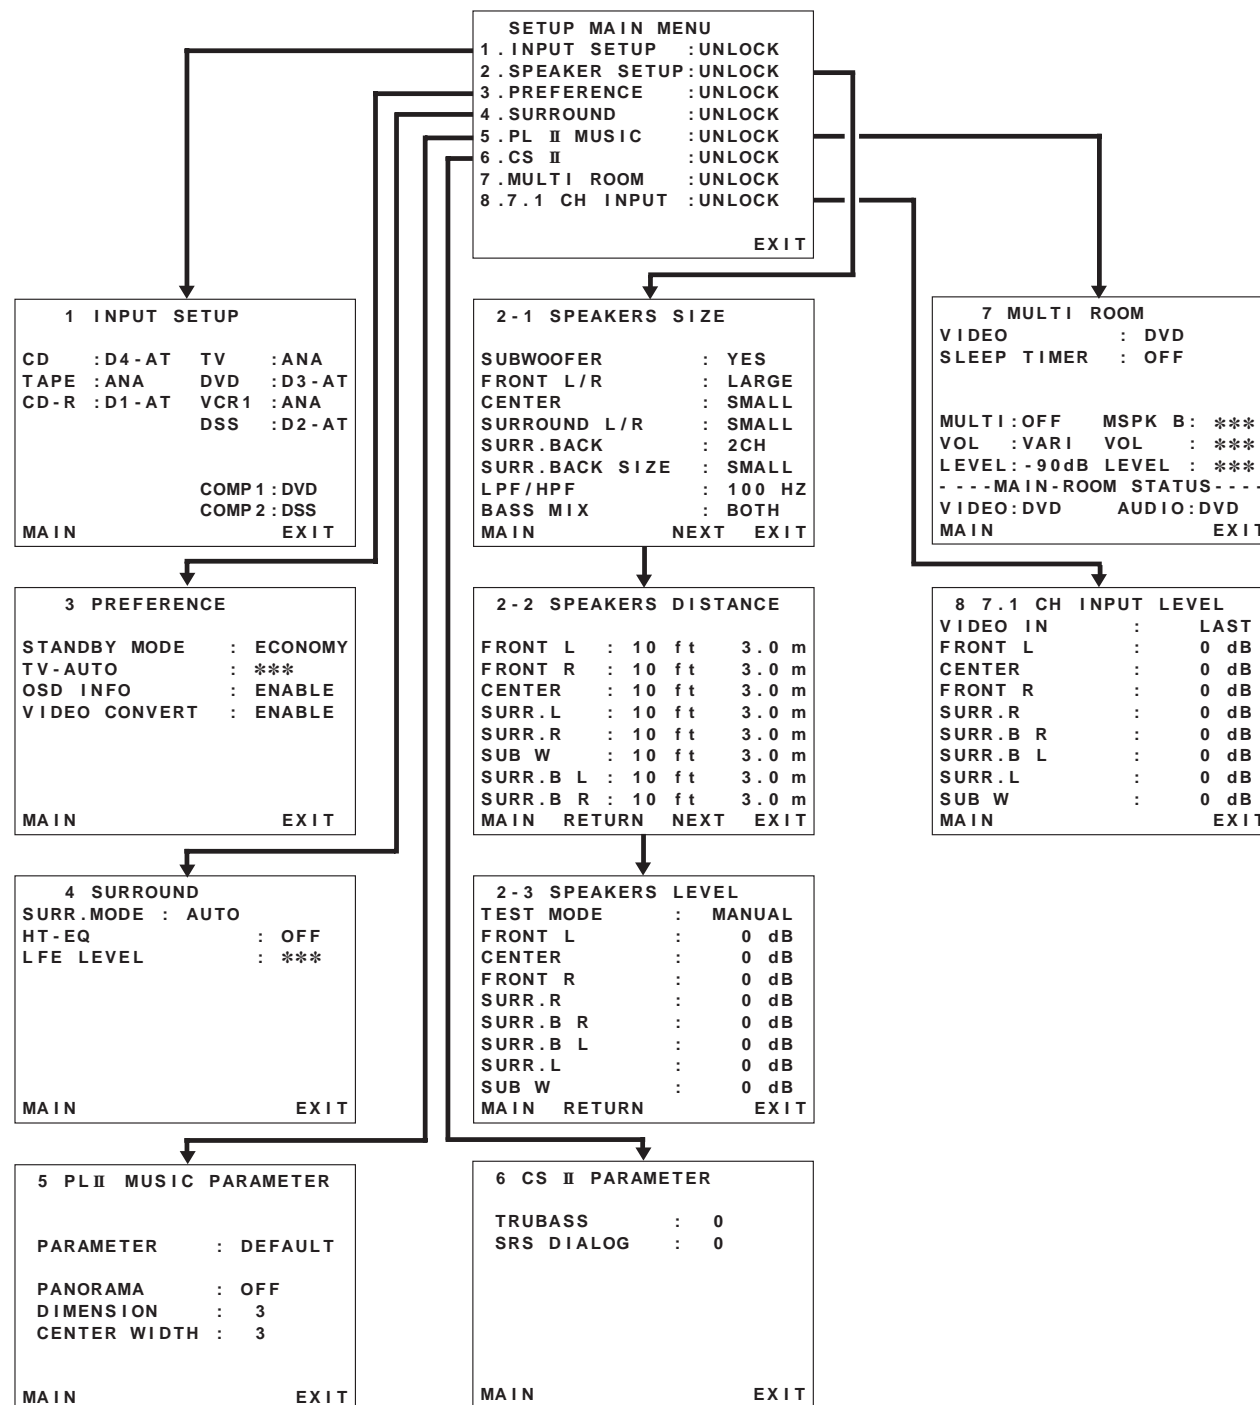 SETUP MAIN MENU
1.INPUT SETUP :UNLOCK
2.SPEAKER SETUP:UNLOCK
3.PREFERENCE :UNLOCK
4.SURROUND :UNLOCK
5.PL Ⅱ MUSIC :UNLOCK
6.CS Ⅱ :UNLOCK
7.MULTI ROOM :UNLOCK
8.7.1 CH INPUT :UNLOCK
EXIT
1 INPUT SETUP
CD :D4-AT TV :ANA
TAPE :ANA DVD :D3-AT
CD-R :D1-AT VCR1 :ANA
DSS :D2-AT
COMP1:DVD
COMP2:DSS
MAIN EXIT
2-1 SPEAKERS SIZE
SUBWOOFER : YES
FRONT L/R : LARGE
CENTER : SMALL
SURROUND L/R : SMALL
SURR.BACK : 2CH
SURR.BACK SIZE : SMALL
LPF/HPF : 100 HZ
BASS MIX : BOTH
MAIN NEXT EXIT
7 MULTI ROOM
VIDEO : DVD
SLEEP TIMER : OFF
MULTI:OFF MSPK B: ***
VOL :VARI VOL : ***
LEVEL:-90dB LEVEL : ***
----MAIN-ROOM STATUS----
VIDEO:DVD AUDIO:DVD
MAIN EXIT
3 PREFERENCE
STANDBY MODE : ECONOMY
TV-AUTO : ***
OSD INFO : ENABLE
VIDEO CONVERT : ENABLE
MAIN EXIT
2-2 SPEAKERS DISTANCE
FRONT L : 10 ft 3.0 m
FRONT R : 10 ft 3.0 m
CENTER : 10 ft 3.0 m
SURR.L : 10 ft 3.0 m
SURR.R : 10 ft 3.0 m
SUB W : 10 ft 3.0 m
SURR.B L : 10 ft 3.0 m
SURR.B R : 10 ft 3.0 m
MAIN RETURN NEXT EXIT
8 7.1 CH INPUT LEVEL
VIDEO IN : LAST
FRONT L : 0 dB
CENTER : 0 dB
FRONT R : 0 dB
SURR.R : 0 dB
SURR.B R : 0 dB
SURR.B L : 0 dB
SURR.L : 0 dB
SUB W : 0 dB
MAIN EXIT
4 SURROUND
SURR.MODE : AUTO
HT-EQ : OFF
LFE LEVEL : ***
MAIN EXIT
2-3 SPEAKERS LEVEL
TEST MODE : MANUAL
FRONT L : 0 dB
CENTER : 0 dB
FRONT R : 0 dB
SURR.R : 0 dB
SURR.B R : 0 dB
SURR.B L : 0 dB
SURR.L : 0 dB
SUB W : 0 dB
MAIN RETURN EXIT
5 PLⅡ MUSIC PARAMETER
PARAMETER : DEFAULT
PANORAMA : OFF
DIMENSION : 3
CENTER WIDTH : 3
MAIN EXIT
6 CS Ⅱ PARAMETER
TRUBASS : 0
SRS DIALOG : 0
MAIN EXIT